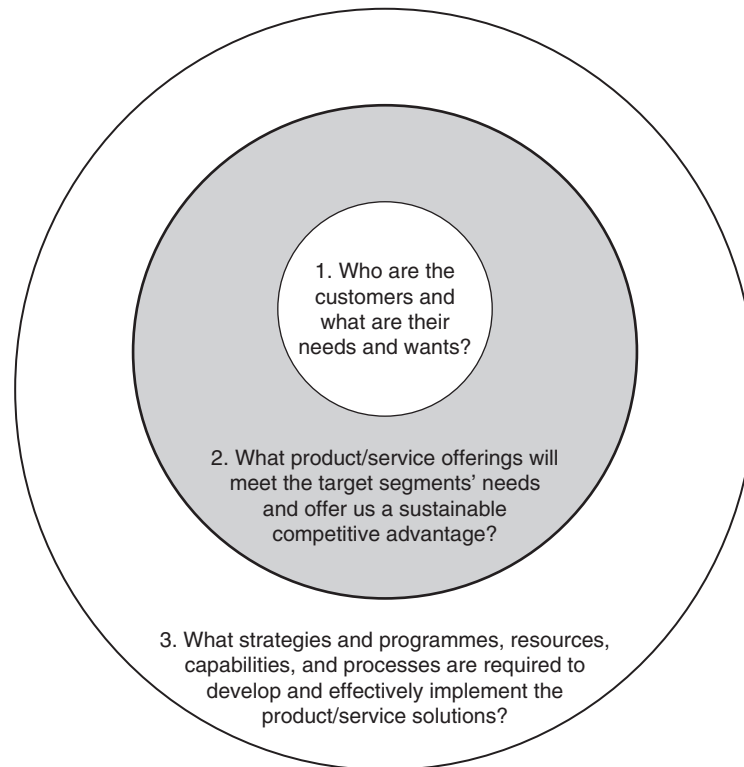 1. Who are the
customers and
what are their
needs and wants?
2. What product/service offerings will
meet the target segments’ needs
and offer us a sustainable
competitive advantage?
3. What strategies and programmes, resources,
capabilities, and processes are required to
develop and effectively implement the
product/service solutions?